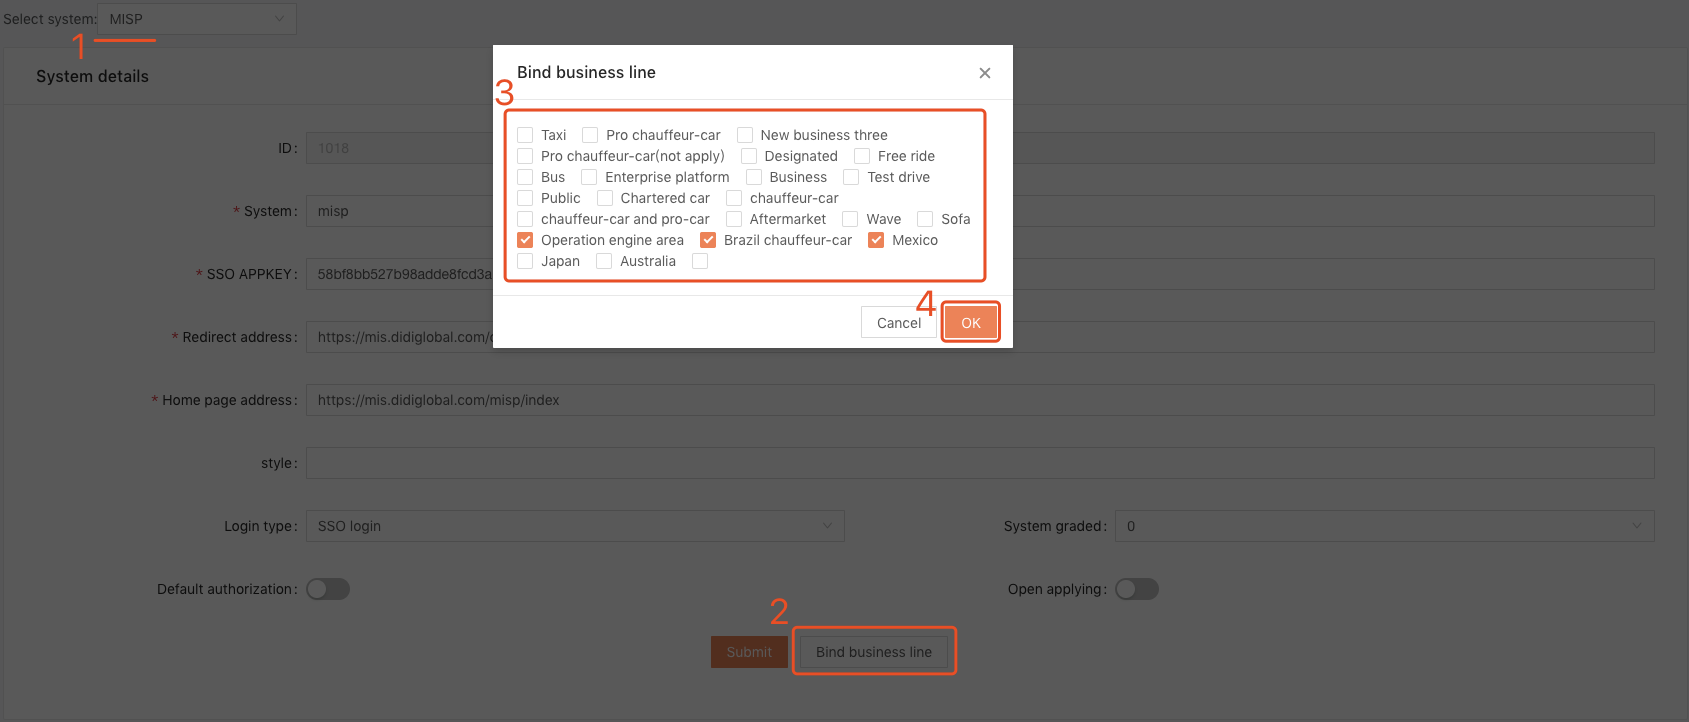 Select system: MISP
1
System details
Bind business line
3
Taxi Pro chauffeur-car New business three
Pro chauffeur-car(not apply) Designated Free ride
Bus Enterprise platform Business Test drive
Public Chartered car chauffeur-car
chauffeur-car and pro-car Aftermarket Wave Sofa
Operation engine area Brazil chauffeur-car Mexico
Japan Australia
4
Cancel OK
ID: 1018
* System: misp
* SSO APPKEY: 58bf8bb527b98adde8fcd3a
* Redirect address: https://mis.didiglobal.com/
* Home page address: https://mis.didiglobal.com/misp/index
style:
Login type: SSO login System graded: 0
Default authorization: Open applying:
2
Submit Bind business line